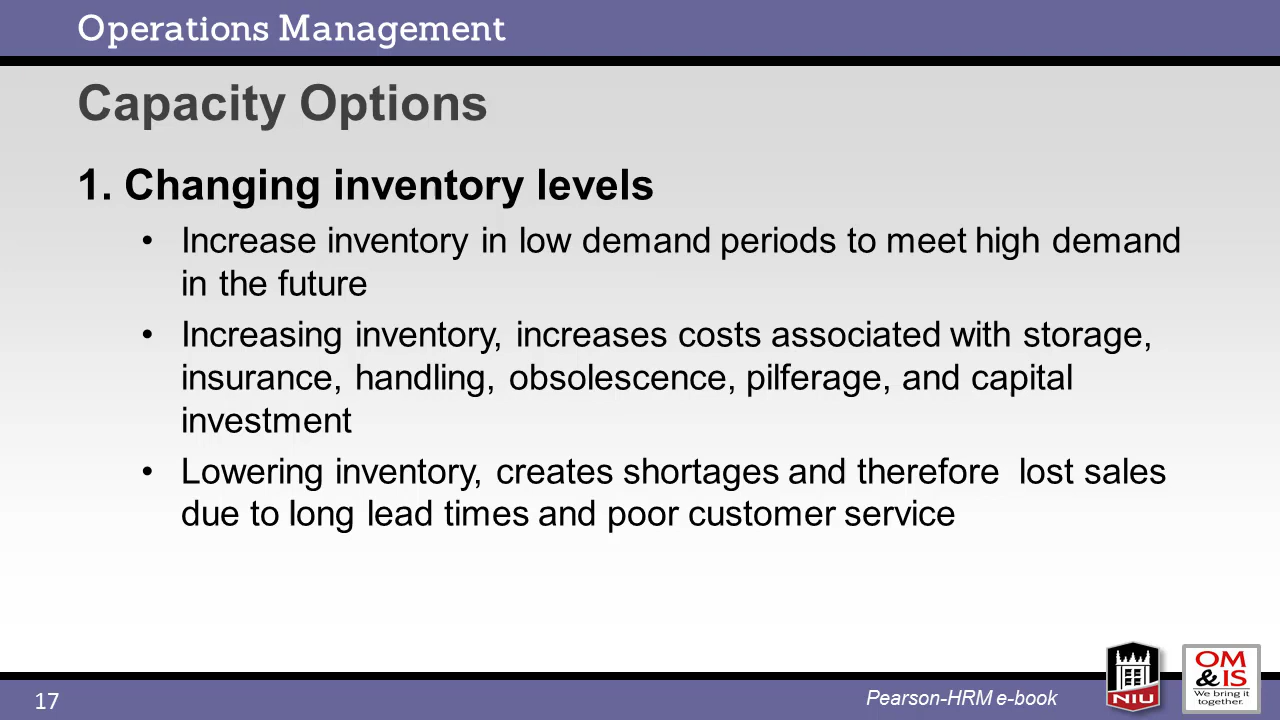 Operations Management
Capacity Options
1. Changing inventory levels
• Increase inventory in low demand periods to meet high demand
in the future
• Increasing inventory, increases costs associated with storage,
insurance, handling, obsolescence, pilferage, and capital
investment
• Lowering inventory, creates shortages and therefore  lost sales
due to long lead times and poor customer service
17
Pearson-HRM e-book
NIU
OM
&IS
We bring it
together.